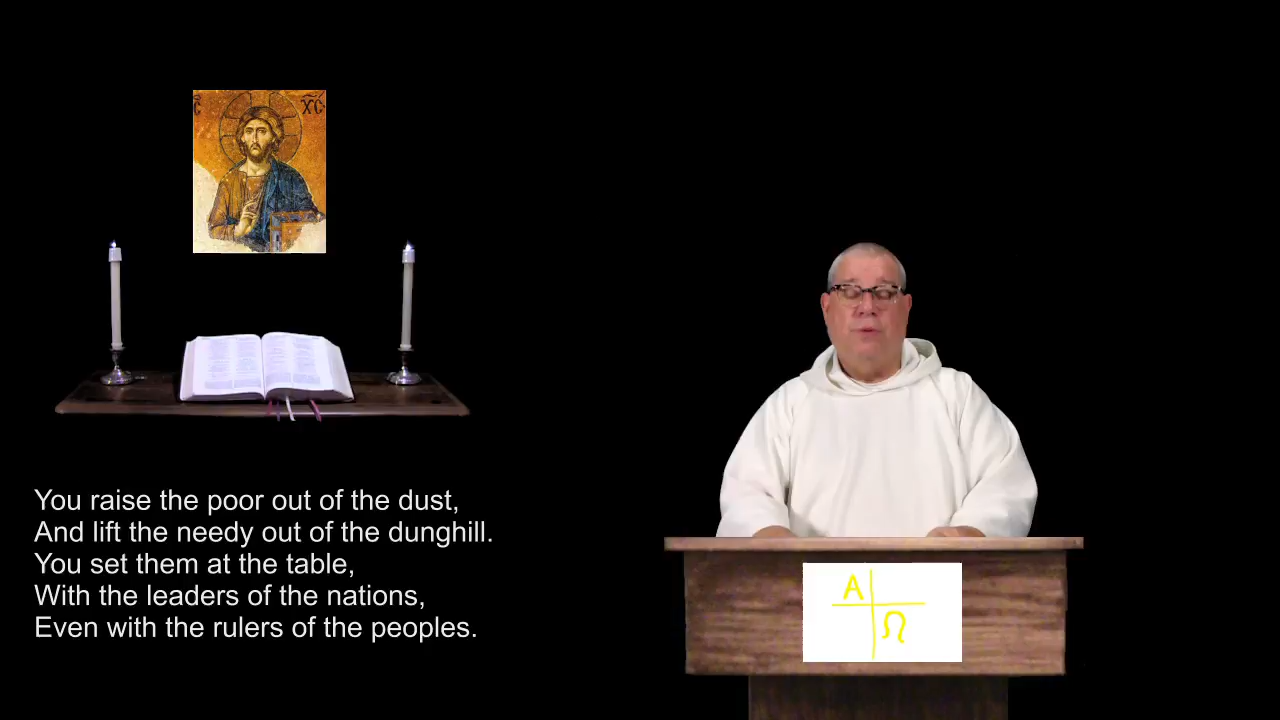 C XC
You raise the poor out of the dust,
And lift the needy out of the dunghill.
You set them at the table,
With the leaders of the nations,
Even with the rulers of the peoples.
A
Ω